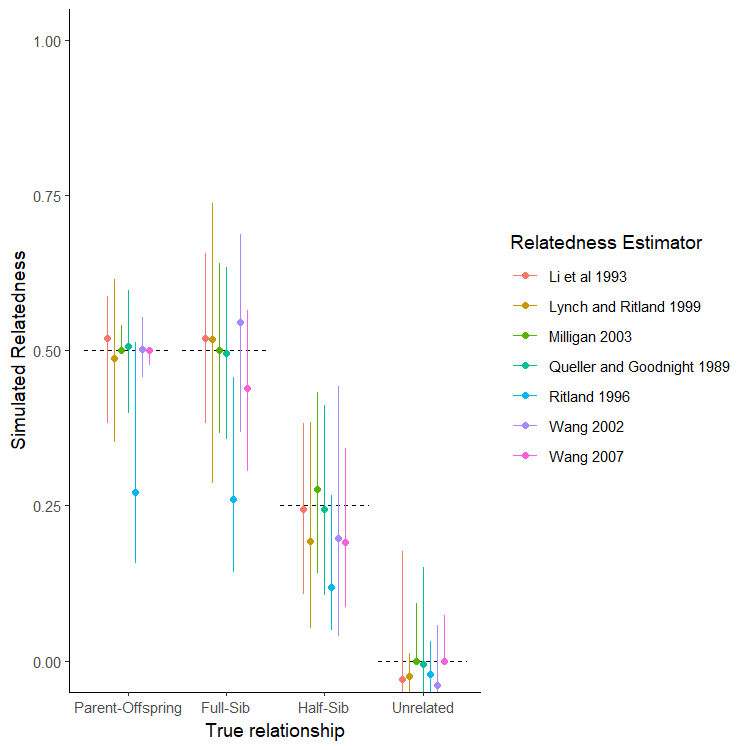 1.00
0.75
0.50
0.25
0.00
Simulated Relatedness
Parent-Offspring Full-Sib Half-Sib Unrelated
True relationship
Relatedness Estimator
Li et al 1993
Lynch and Ritland 1999
Milligan 2003
Queller and Goodnight 1989
Ritland 1996
Wang 2002
Wang 2007